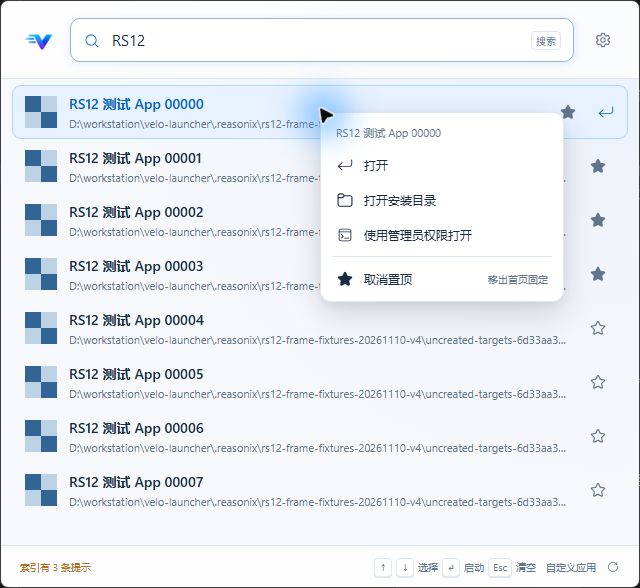 RS12
搜索
RS12 测试 App 00000
D:\workstation\velo-launcher\.reasonix\rs12-frame-f
RS12 测试 App 00000
打开
打开安装目录
使用管理员权限打开
取消置顶 移出首页固定
RS12 测试 App 00001
D:\workstation\velo-launcher\.reasonix\rs12-frame-f
RS12 测试 App 00002
D:\workstation\velo-launcher\.reasonix\rs12-frame-f
RS12 测试 App 00003
D:\workstation\velo-launcher\.reasonix\rs12-frame-f
RS12 测试 App 00004
D:\workstation\velo-launcher\.reasonix\rs12-frame-fixtures-20261110-v4\uncreated-targets-6d33aa3...
RS12 测试 App 00005
D:\workstation\velo-launcher\.reasonix\rs12-frame-fixtures-20261110-v4\uncreated-targets-6d33aa3...
RS12 测试 App 00006
D:\workstation\velo-launcher\.reasonix\rs12-frame-fixtures-20261110-v4\uncreated-targets-6d33aa3...
RS12 测试 App 00007
D:\workstation\velo-launcher\.reasonix\rs12-frame-fixtures-20261110-v4\uncreated-targets-6d33aa3...
索引有 3 条提示
↑ ↓ 选择 ↵ 启动 Esc 清空 自定义应用